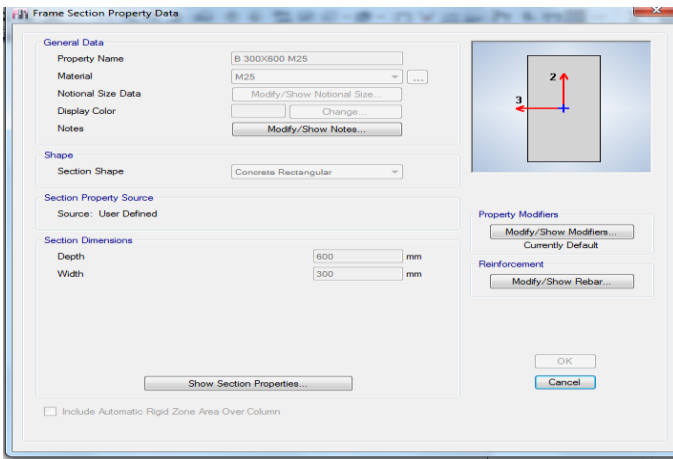 Frame Section Property Data
General Data
Property Name B 300X600 M25
Material M25 ...
Notional Size Data Modify/Show Notional Size...
Display Color Change...
Notes Modify/Show Notes...
Shape
Section Shape Concrete Rectangular
Section Property Source
Source: User Defined
Section Dimensions
Depth 600 mm
Width 300 mm
Show Section Properties...
Include Automatic Rigid Zone Area Over Column
2
3
Property Modifiers
Modify/Show Modifiers...
Currently Default
Reinforcement
Modify/Show Rebar...
OK
Cancel